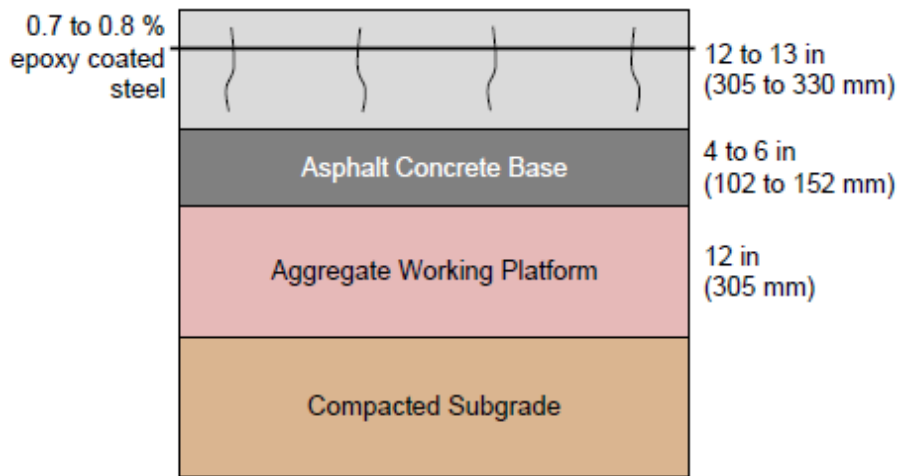 0.7 to 0.8 %
epoxy coated
steel
12 to 13 in
(305 to 330 mm)
Asphalt Concrete Base
4 to 6 in
(102 to 152 mm)
Aggregate Working Platform
12 in
(305 mm)
Compacted Subgrade